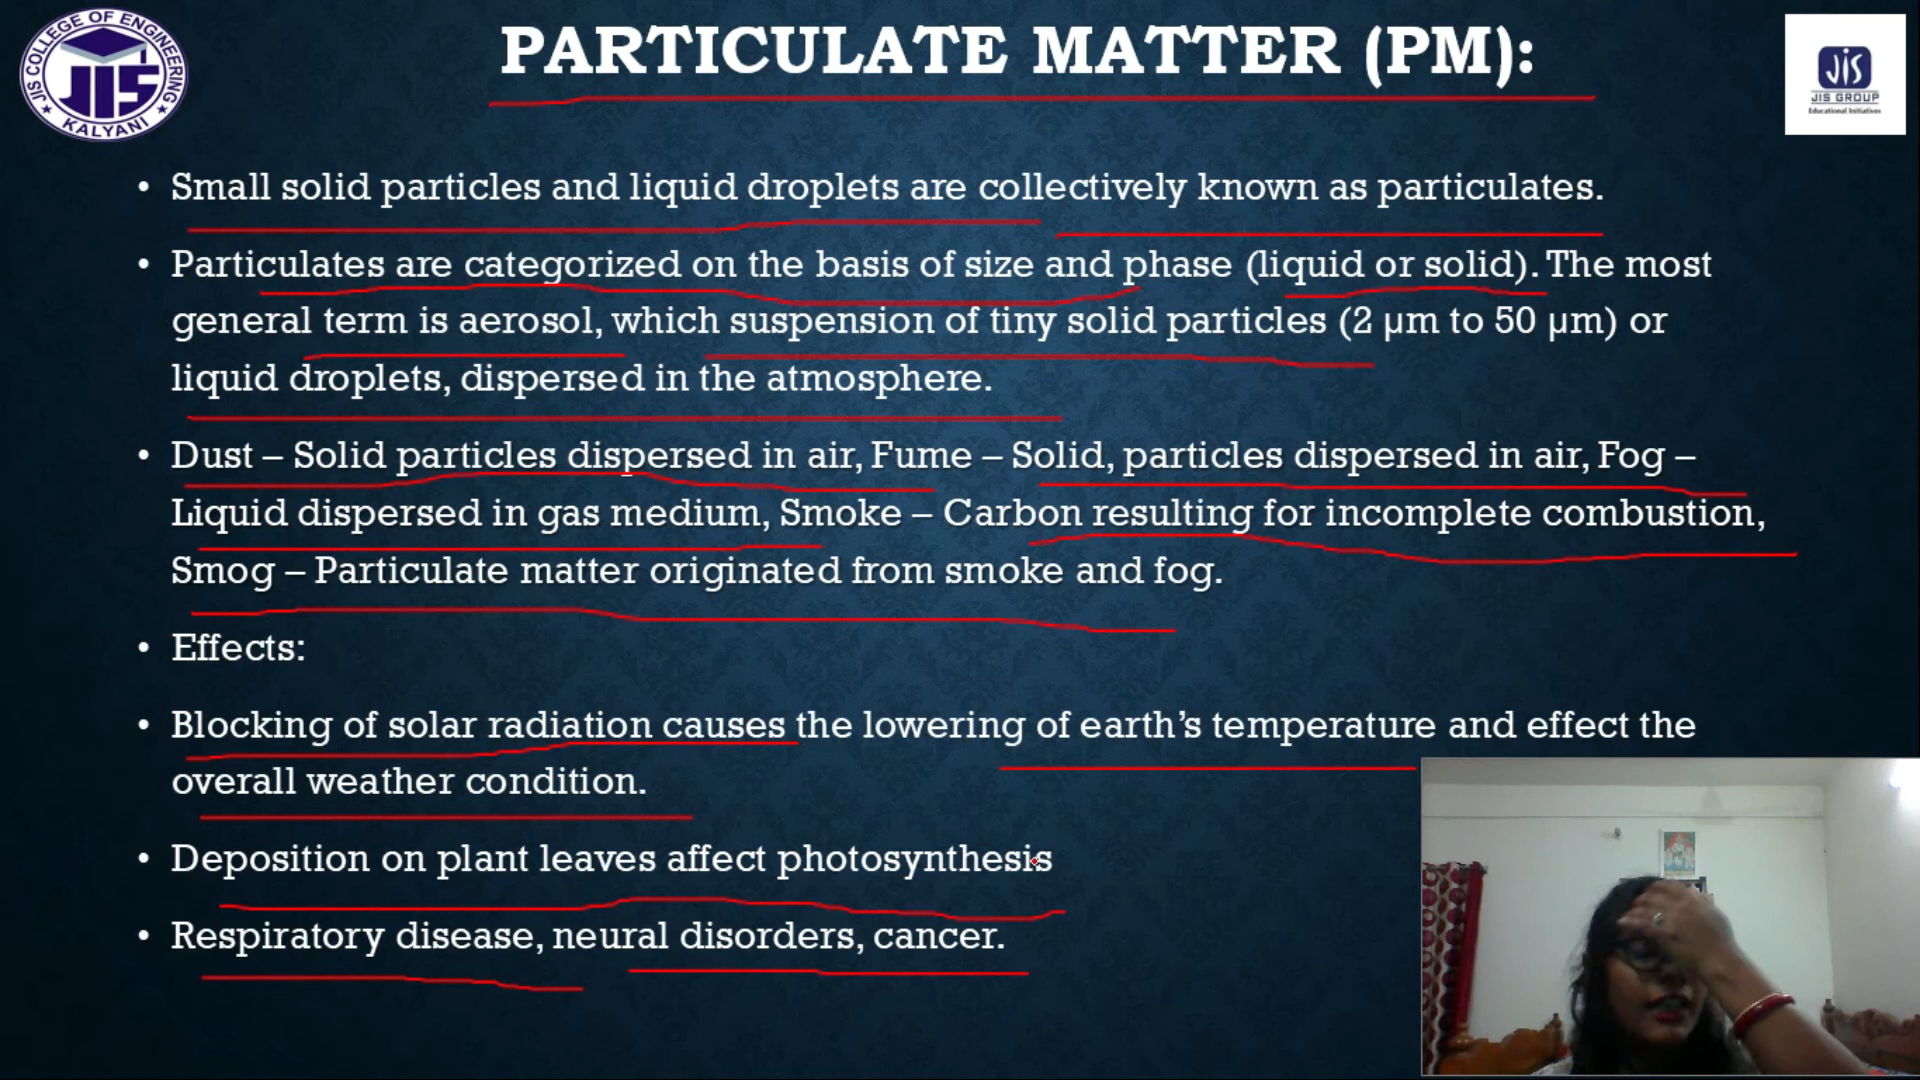 JIS COLLEGE OF ENGINEERING
JIS
KALYANI
PARTICULATE MATTER (PM):
JIS
JIS GROUP
Educational Initiatives
• Small solid particles and liquid droplets are collectively known as particulates.
• Particulates are categorized on the basis of size and phase (liquid or solid). The most
general term is aerosol, which suspension of tiny solid particles (2 µm to 50 µm) or
liquid droplets, dispersed in the atmosphere.
• Dust – Solid particles dispersed in air, Fume – Solid, particles dispersed in air, Fog –
Liquid dispersed in gas medium, Smoke – Carbon resulting for incomplete combustion,
Smog – Particulate matter originated from smoke and fog.
• Effects:
• Blocking of solar radiation causes the lowering of earth’s temperature and effect the
overall weather condition.
• Deposition on plant leaves affect photosynthesis
• Respiratory disease, neural disorders, cancer.